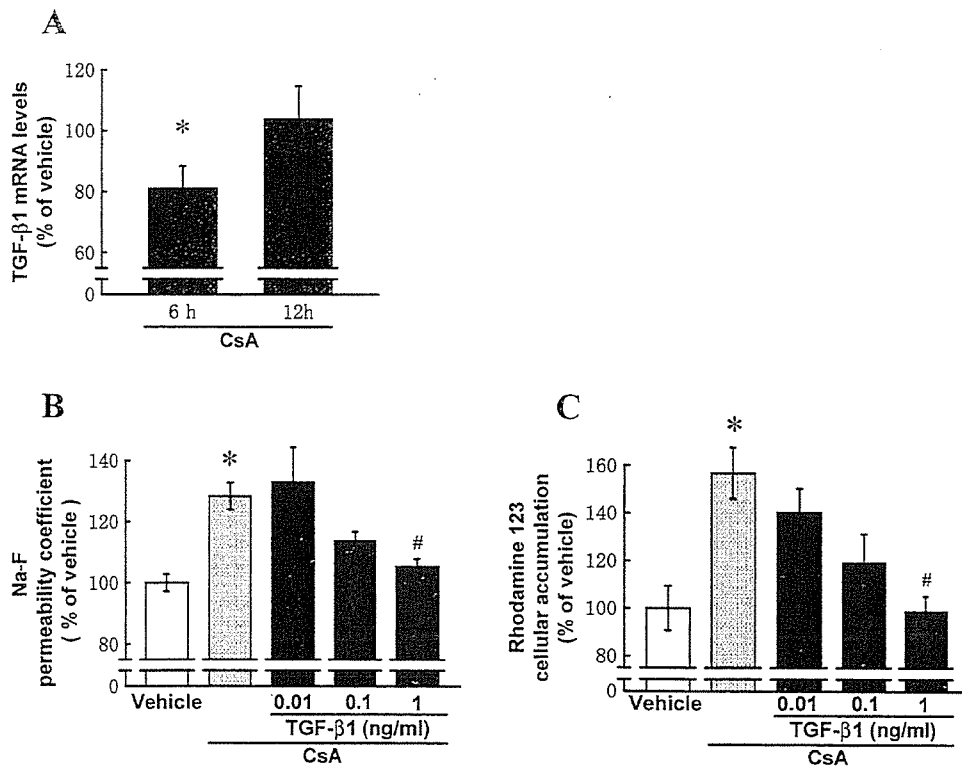 A
TGF-β1 mRNA levels
(% of vehicle)
120
100
80
60
0
*
6 h
12h
CsA
B
Na-F
permeability coefficient
( % of vehicle )
140
120
100
80
0
*
#
Vehicle
0.01
0.1
1
TGF-β1 (ng/ml)
CsA
C
Rhodamine 123
cellular accumulation
(% of vehicle)
160
140
120
100
80
0
*
#
Vehicle
0.01
0.1
1
TGF-β1 (ng/ml)
CsA